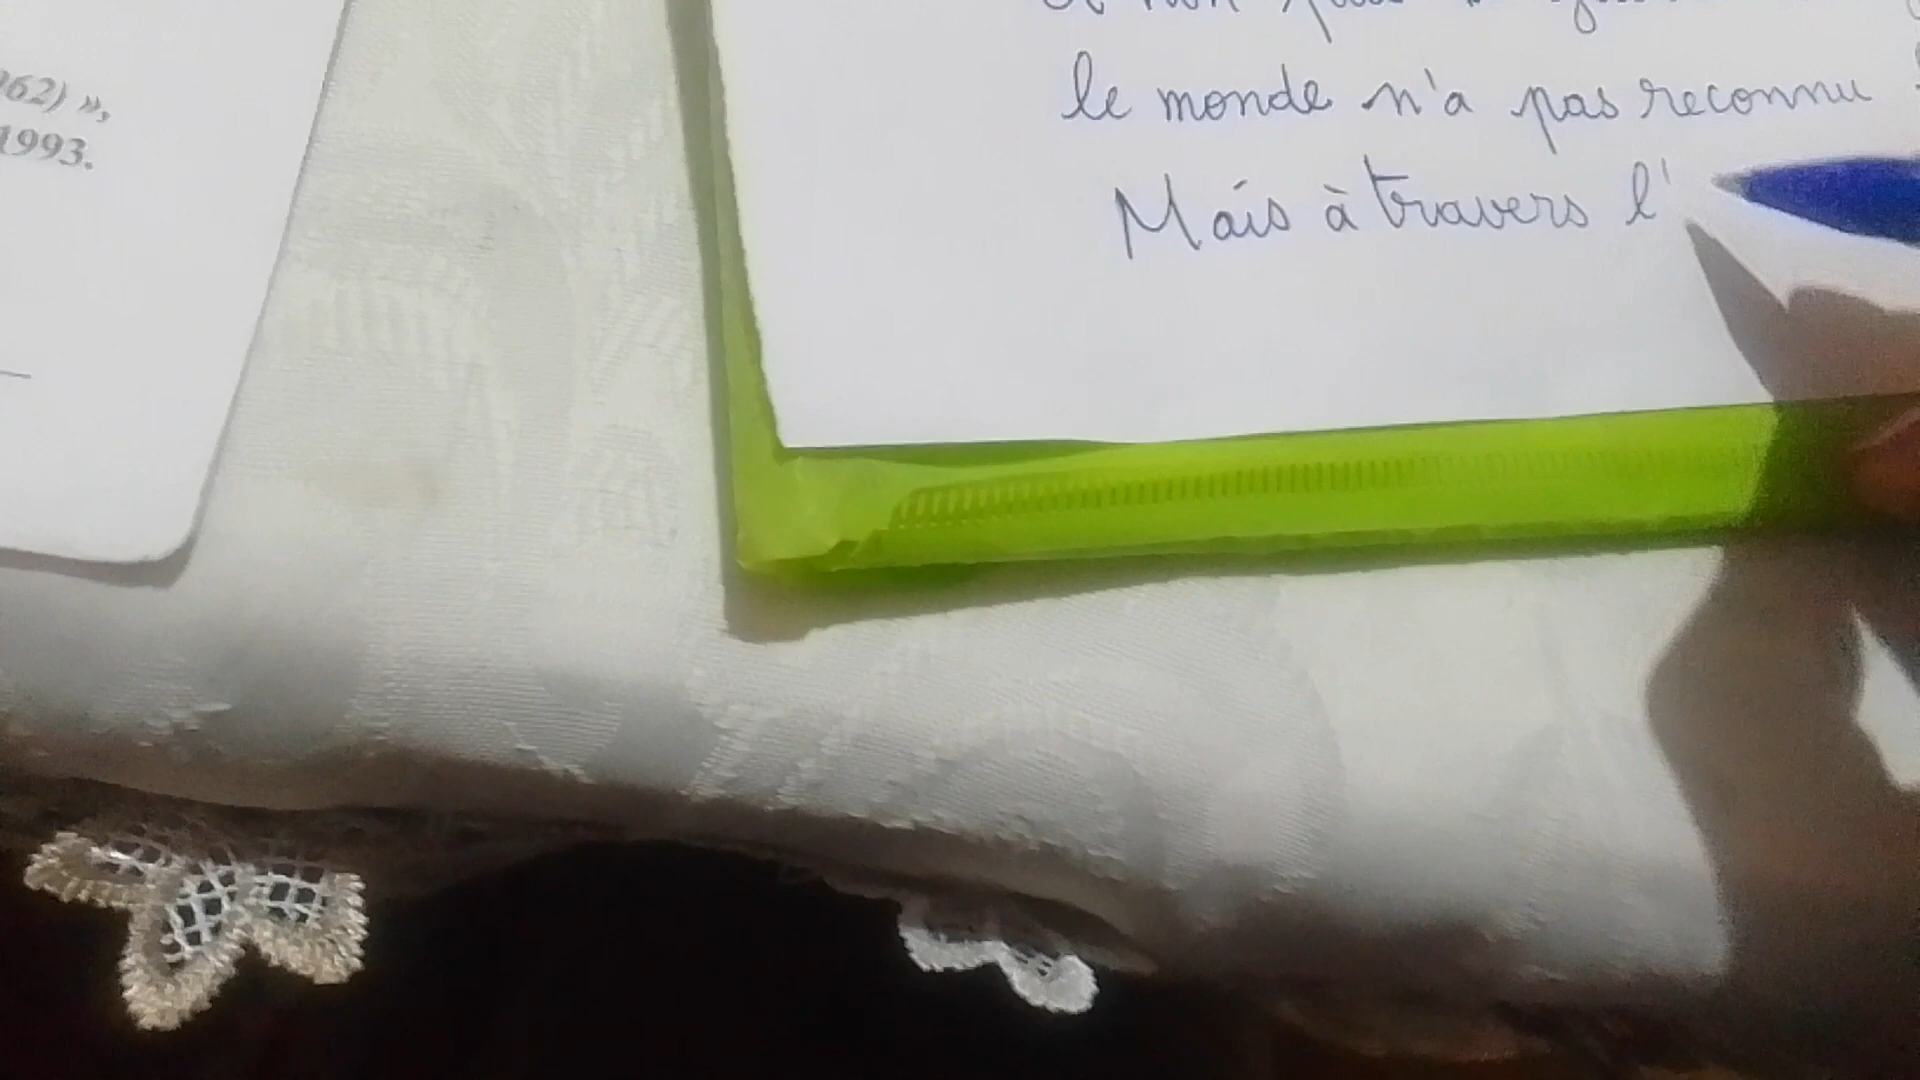 962) »,
1993.
le monde n'a pas reconnu
Mais à travers l'